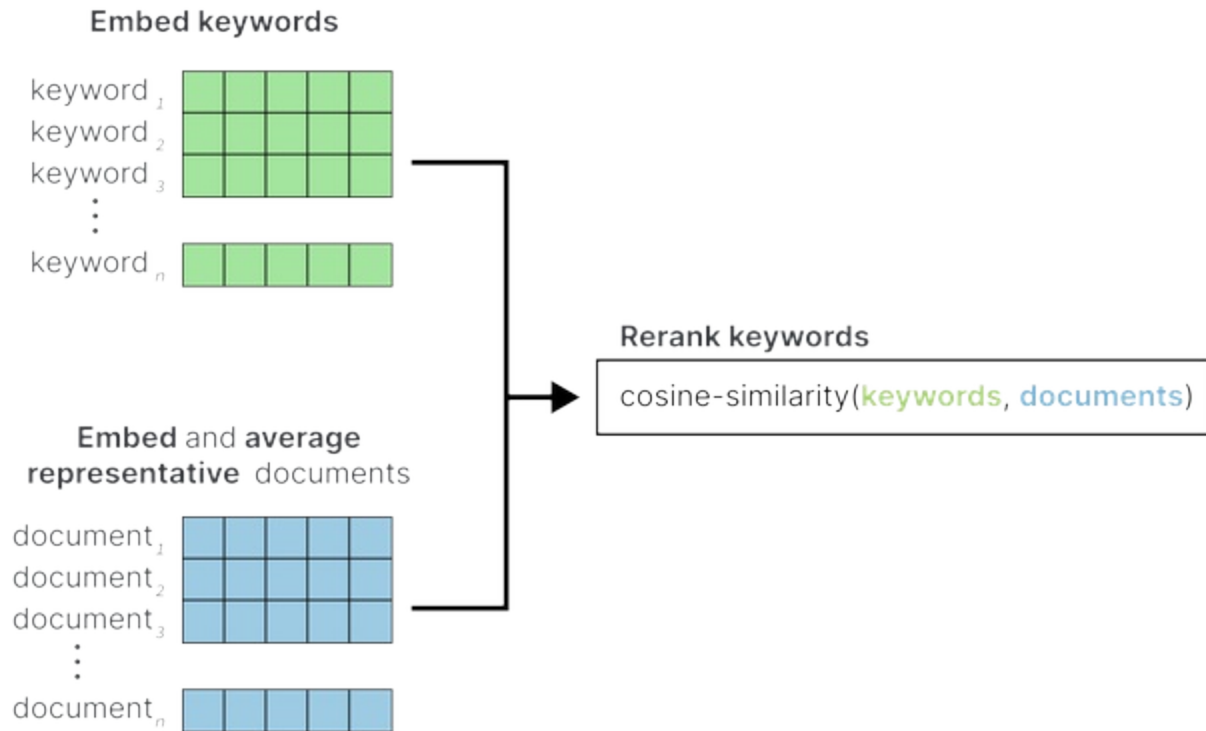 Embed keywords
keyword 1
keyword 2
keyword 3
keyword n
Rerank keywords
cosine-similarity(keywords, documents)
Embed and average
representative documents
document 1
document 2
document 3
document n